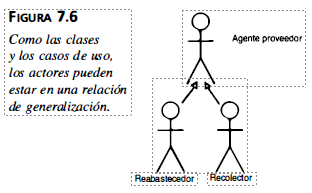 FIGURA 7.6
Como las clases
y los casos de uso,
los actores pueden
estar en una relación
de generalización.
Agente proveedor
Reabastecedor
Recolector